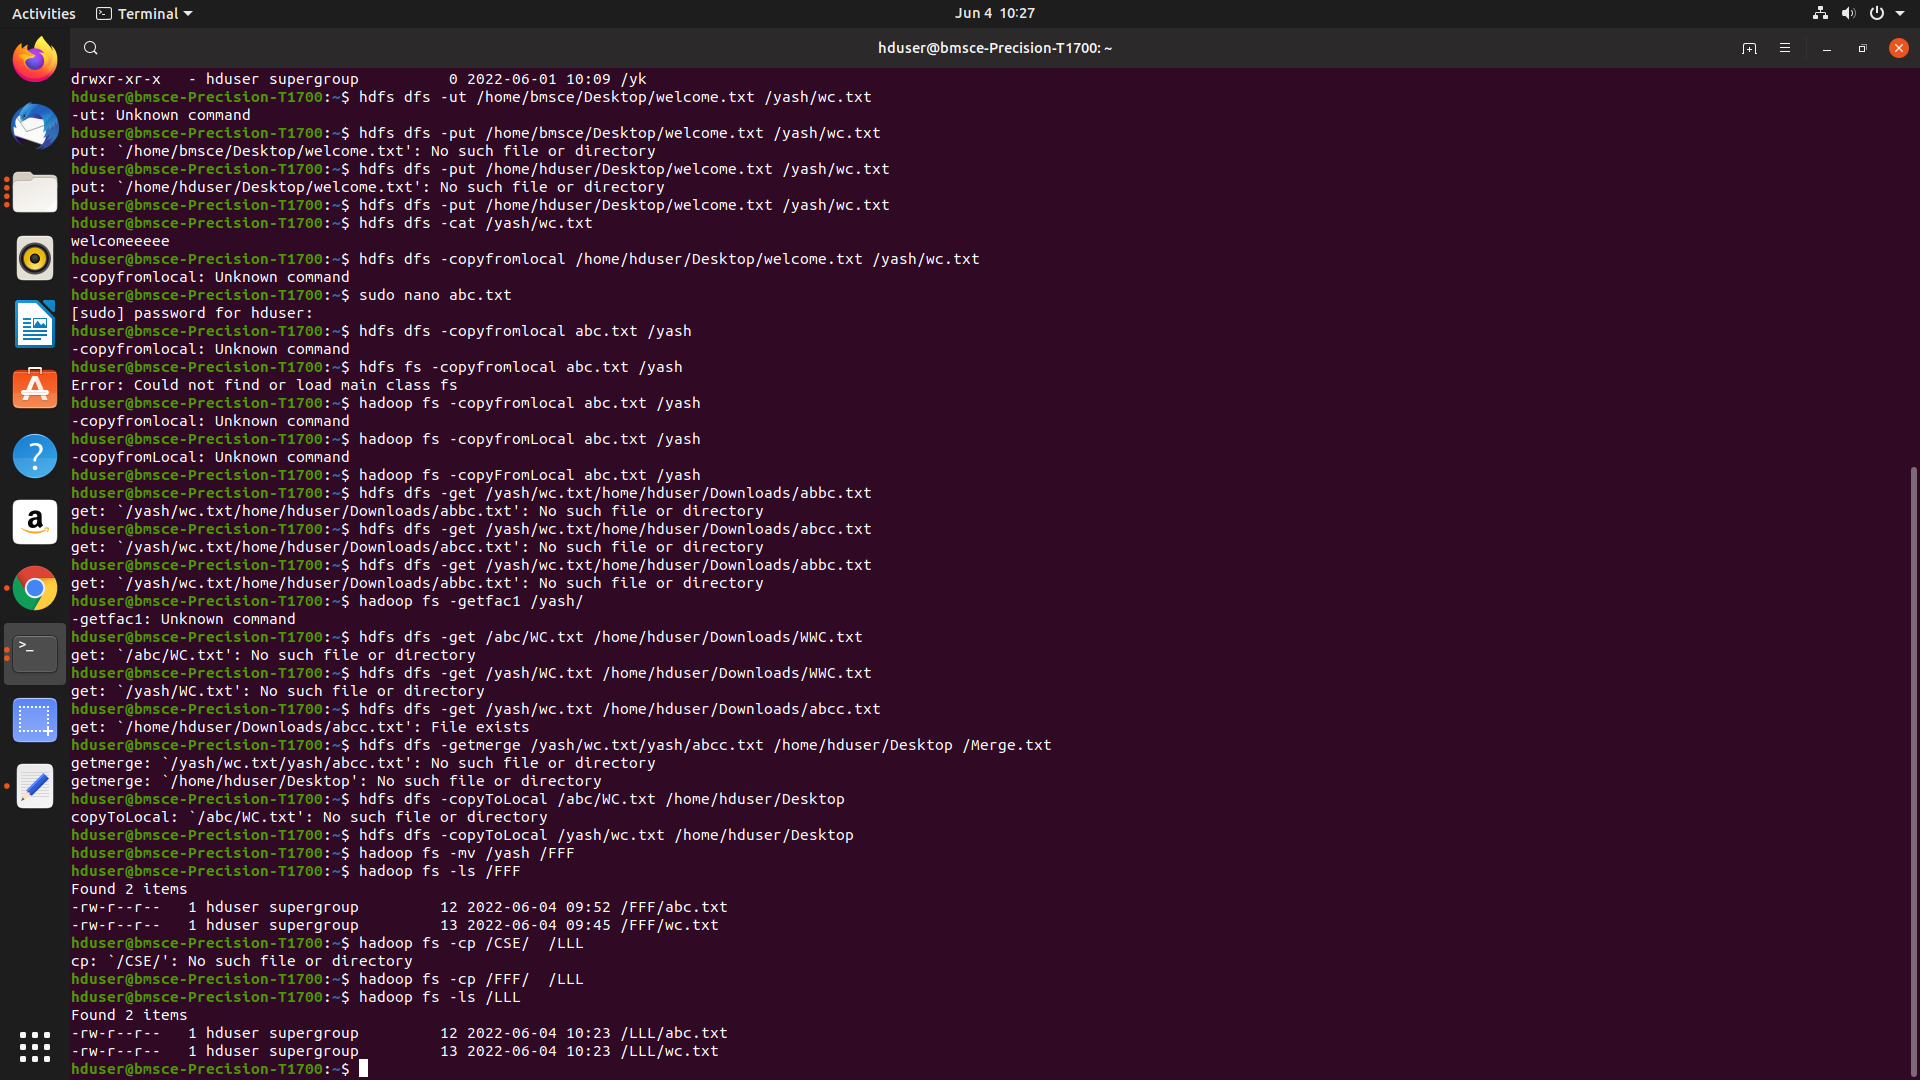 Activities
Terminal
Jun 4 10:27
hduser@bmsce-Precision-T1700: ~
drwxr-xr-x   - hduser supergroup          0 2022-06-01 10:09 /yk
hduser@bmsce-Precision-T1700:~$ hdfs dfs -ut /home/bmsce/Desktop/welcome.txt /yash/wc.txt
-ut: Unknown command
hduser@bmsce-Precision-T1700:~$ hdfs dfs -put /home/bmsce/Desktop/welcome.txt /yash/wc.txt
put: `/home/bmsce/Desktop/welcome.txt': No such file or directory
hduser@bmsce-Precision-T1700:~$ hdfs dfs -put /home/hduser/Desktop/welcome.txt /yash/wc.txt
put: `/home/hduser/Desktop/welcome.txt': No such file or directory
hduser@bmsce-Precision-T1700:~$ hdfs dfs -put /home/hduser/Desktop/welcome.txt /yash/wc.txt
hduser@bmsce-Precision-T1700:~$ hdfs dfs -cat /yash/wc.txt
welcomeeeee
hduser@bmsce-Precision-T1700:~$ hdfs dfs -copyfromlocal /home/hduser/Desktop/welcome.txt /yash/wc.txt
-copyfromlocal: Unknown command
hduser@bmsce-Precision-T1700:~$ sudo nano abc.txt
[sudo] password for hduser:
hduser@bmsce-Precision-T1700:~$ hdfs dfs -copyfromlocal abc.txt /yash
-copyfromlocal: Unknown command
hduser@bmsce-Precision-T1700:~$ hdfs fs -copyfromlocal abc.txt /yash
Error: Could not find or load main class fs
hduser@bmsce-Precision-T1700:~$ hadoop fs -copyfromlocal abc.txt /yash
-copyfromlocal: Unknown command
hduser@bmsce-Precision-T1700:~$ hadoop fs -copyfromLocal abc.txt /yash
-copyfromLocal: Unknown command
hduser@bmsce-Precision-T1700:~$ hadoop fs -copyFromLocal abc.txt /yash
hduser@bmsce-Precision-T1700:~$ hdfs dfs -get /yash/wc.txt/home/hduser/Downloads/abbc.txt
get: `/yash/wc.txt/home/hduser/Downloads/abbc.txt': No such file or directory
hduser@bmsce-Precision-T1700:~$ hdfs dfs -get /yash/wc.txt/home/hduser/Downloads/abcc.txt
get: `/yash/wc.txt/home/hduser/Downloads/abcc.txt': No such file or directory
hduser@bmsce-Precision-T1700:~$ hdfs dfs -get /yash/wc.txt/home/hduser/Downloads/abbc.txt
get: `/yash/wc.txt/home/hduser/Downloads/abbc.txt': No such file or directory
hduser@bmsce-Precision-T1700:~$ hadoop fs -getfac1 /yash/
-getfac1: Unknown command
hduser@bmsce-Precision-T1700:~$ hdfs dfs -get /abc/WC.txt /home/hduser/Downloads/WWC.txt
get: `/abc/WC.txt': No such file or directory
hduser@bmsce-Precision-T1700:~$ hdfs dfs -get /yash/WC.txt /home/hduser/Downloads/WWC.txt
get: `/yash/WC.txt': No such file or directory
hduser@bmsce-Precision-T1700:~$ hdfs dfs -get /yash/wc.txt /home/hduser/Downloads/abcc.txt
get: `/home/hduser/Downloads/abcc.txt': File exists
hduser@bmsce-Precision-T1700:~$ hdfs dfs -getmerge /yash/wc.txt/yash/abcc.txt /home/hduser/Desktop /Merge.txt
getmerge: `/yash/wc.txt/yash/abcc.txt': No such file or directory
getmerge: `/home/hduser/Desktop': No such file or directory
hduser@bmsce-Precision-T1700:~$ hdfs dfs -copyToLocal /abc/WC.txt /home/hduser/Desktop
copyToLocal: `/abc/WC.txt': No such file or directory
hduser@bmsce-Precision-T1700:~$ hdfs dfs -copyToLocal /yash/wc.txt /home/hduser/Desktop
hduser@bmsce-Precision-T1700:~$ hadoop fs -mv /yash /FFF
hduser@bmsce-Precision-T1700:~$ hadoop fs -ls /FFF
Found 2 items
-rw-r--r--   1 hduser supergroup         12 2022-06-04 09:52 /FFF/abc.txt
-rw-r--r--   1 hduser supergroup         13 2022-06-04 09:45 /FFF/wc.txt
hduser@bmsce-Precision-T1700:~$ hadoop fs -cp /CSE/  /LLL
cp: `/CSE/': No such file or directory
hduser@bmsce-Precision-T1700:~$ hadoop fs -cp /FFF/  /LLL
hduser@bmsce-Precision-T1700:~$ hadoop fs -ls /LLL
Found 2 items
-rw-r--r--   1 hduser supergroup         12 2022-06-04 10:23 /LLL/abc.txt
-rw-r--r--   1 hduser supergroup         13 2022-06-04 10:23 /LLL/wc.txt
hduser@bmsce-Precision-T1700:~$